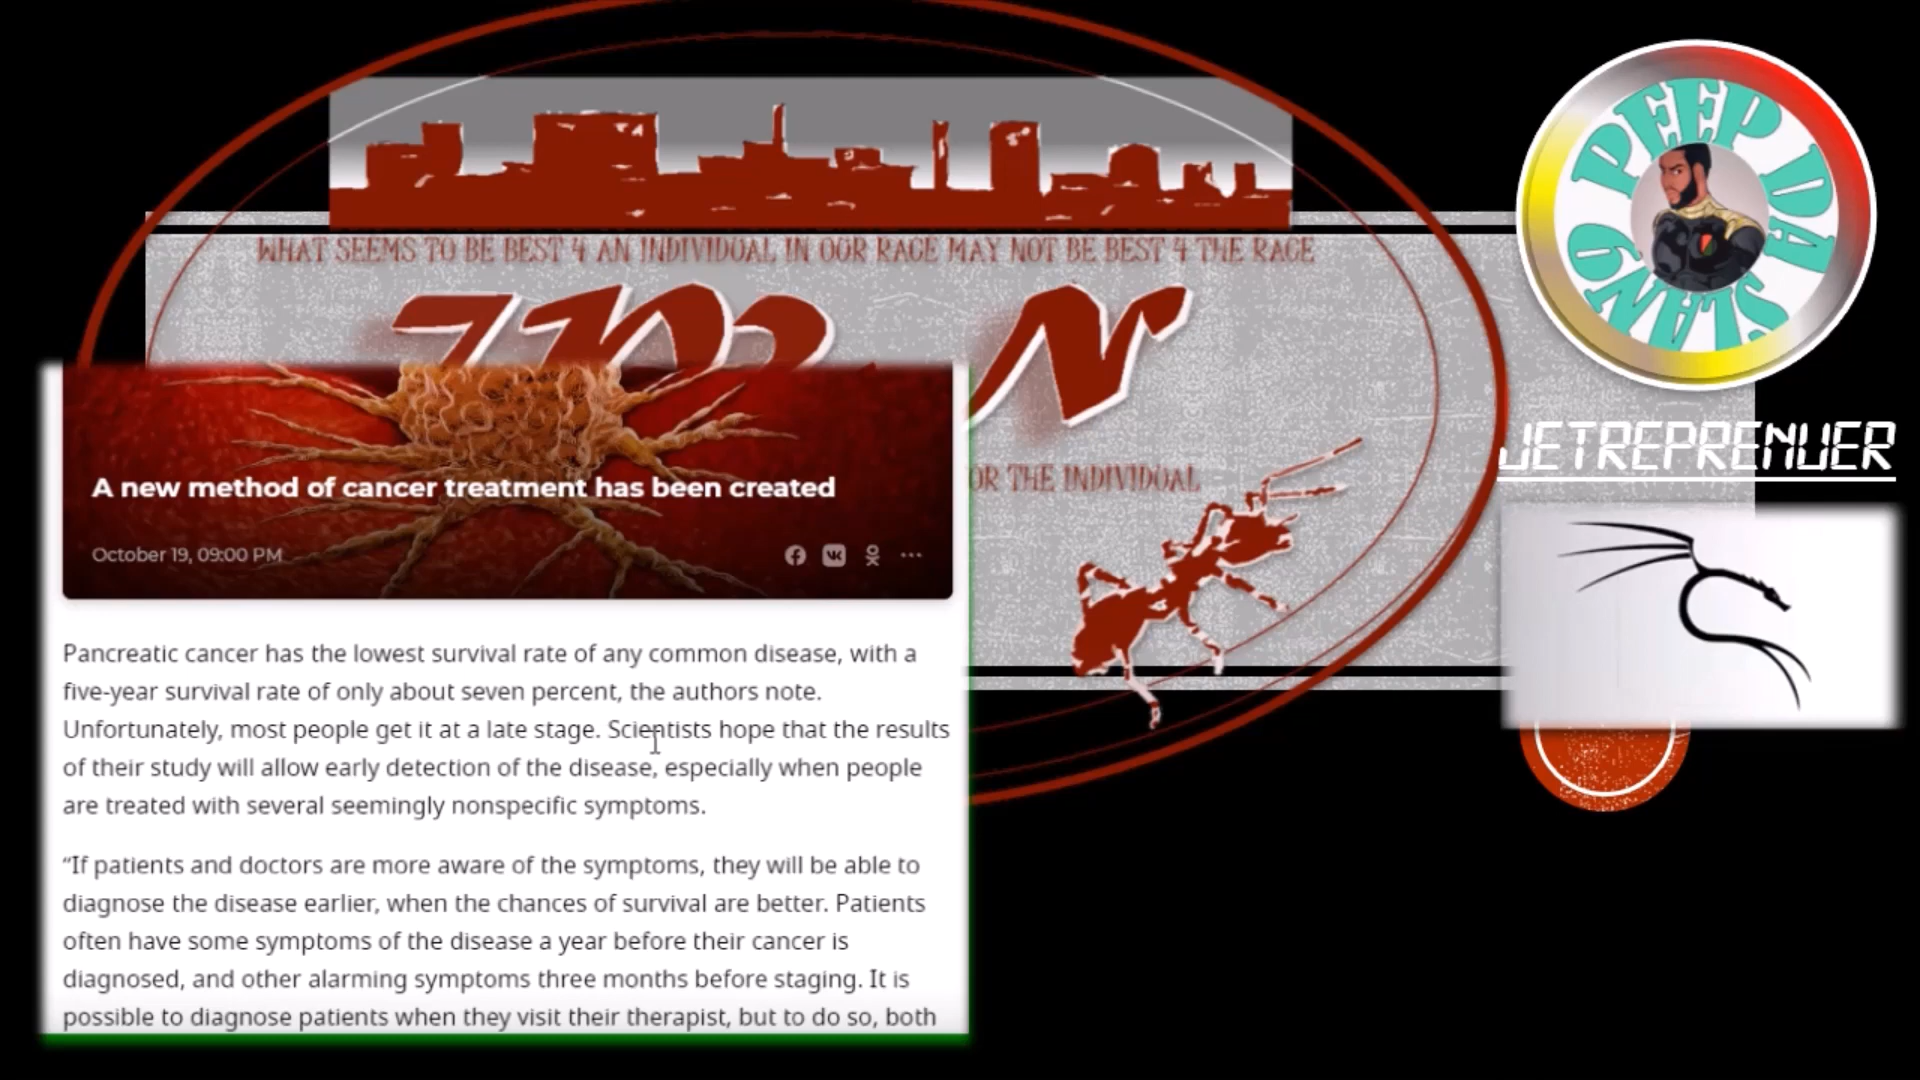 WHAT SEEMS TO BE BEST 4 AN INDIVIDUAL IN OUR RACE MAY NOT BE BEST 4 THE RACE
OR THE INDIVIDUAL
PEEP DA SLANG
JETREPRENUER
A new method of cancer treatment has been created
October 19, 09:00 PM
Pancreatic cancer has the lowest survival rate of any common disease, with a
five-year survival rate of only about seven percent, the authors note.
Unfortunately, most people get it at a late stage. Scientists hope that the results
of their study will allow early detection of the disease, especially when people
are treated with several seemingly nonspecific symptoms.
“If patients and doctors are more aware of the symptoms, they will be able to
diagnose the disease earlier, when the chances of survival are better. Patients
often have some symptoms of the disease a year before their cancer is
diagnosed, and other alarming symptoms three months before staging. It is
possible to diagnose patients when they visit their therapist, but to do so, both